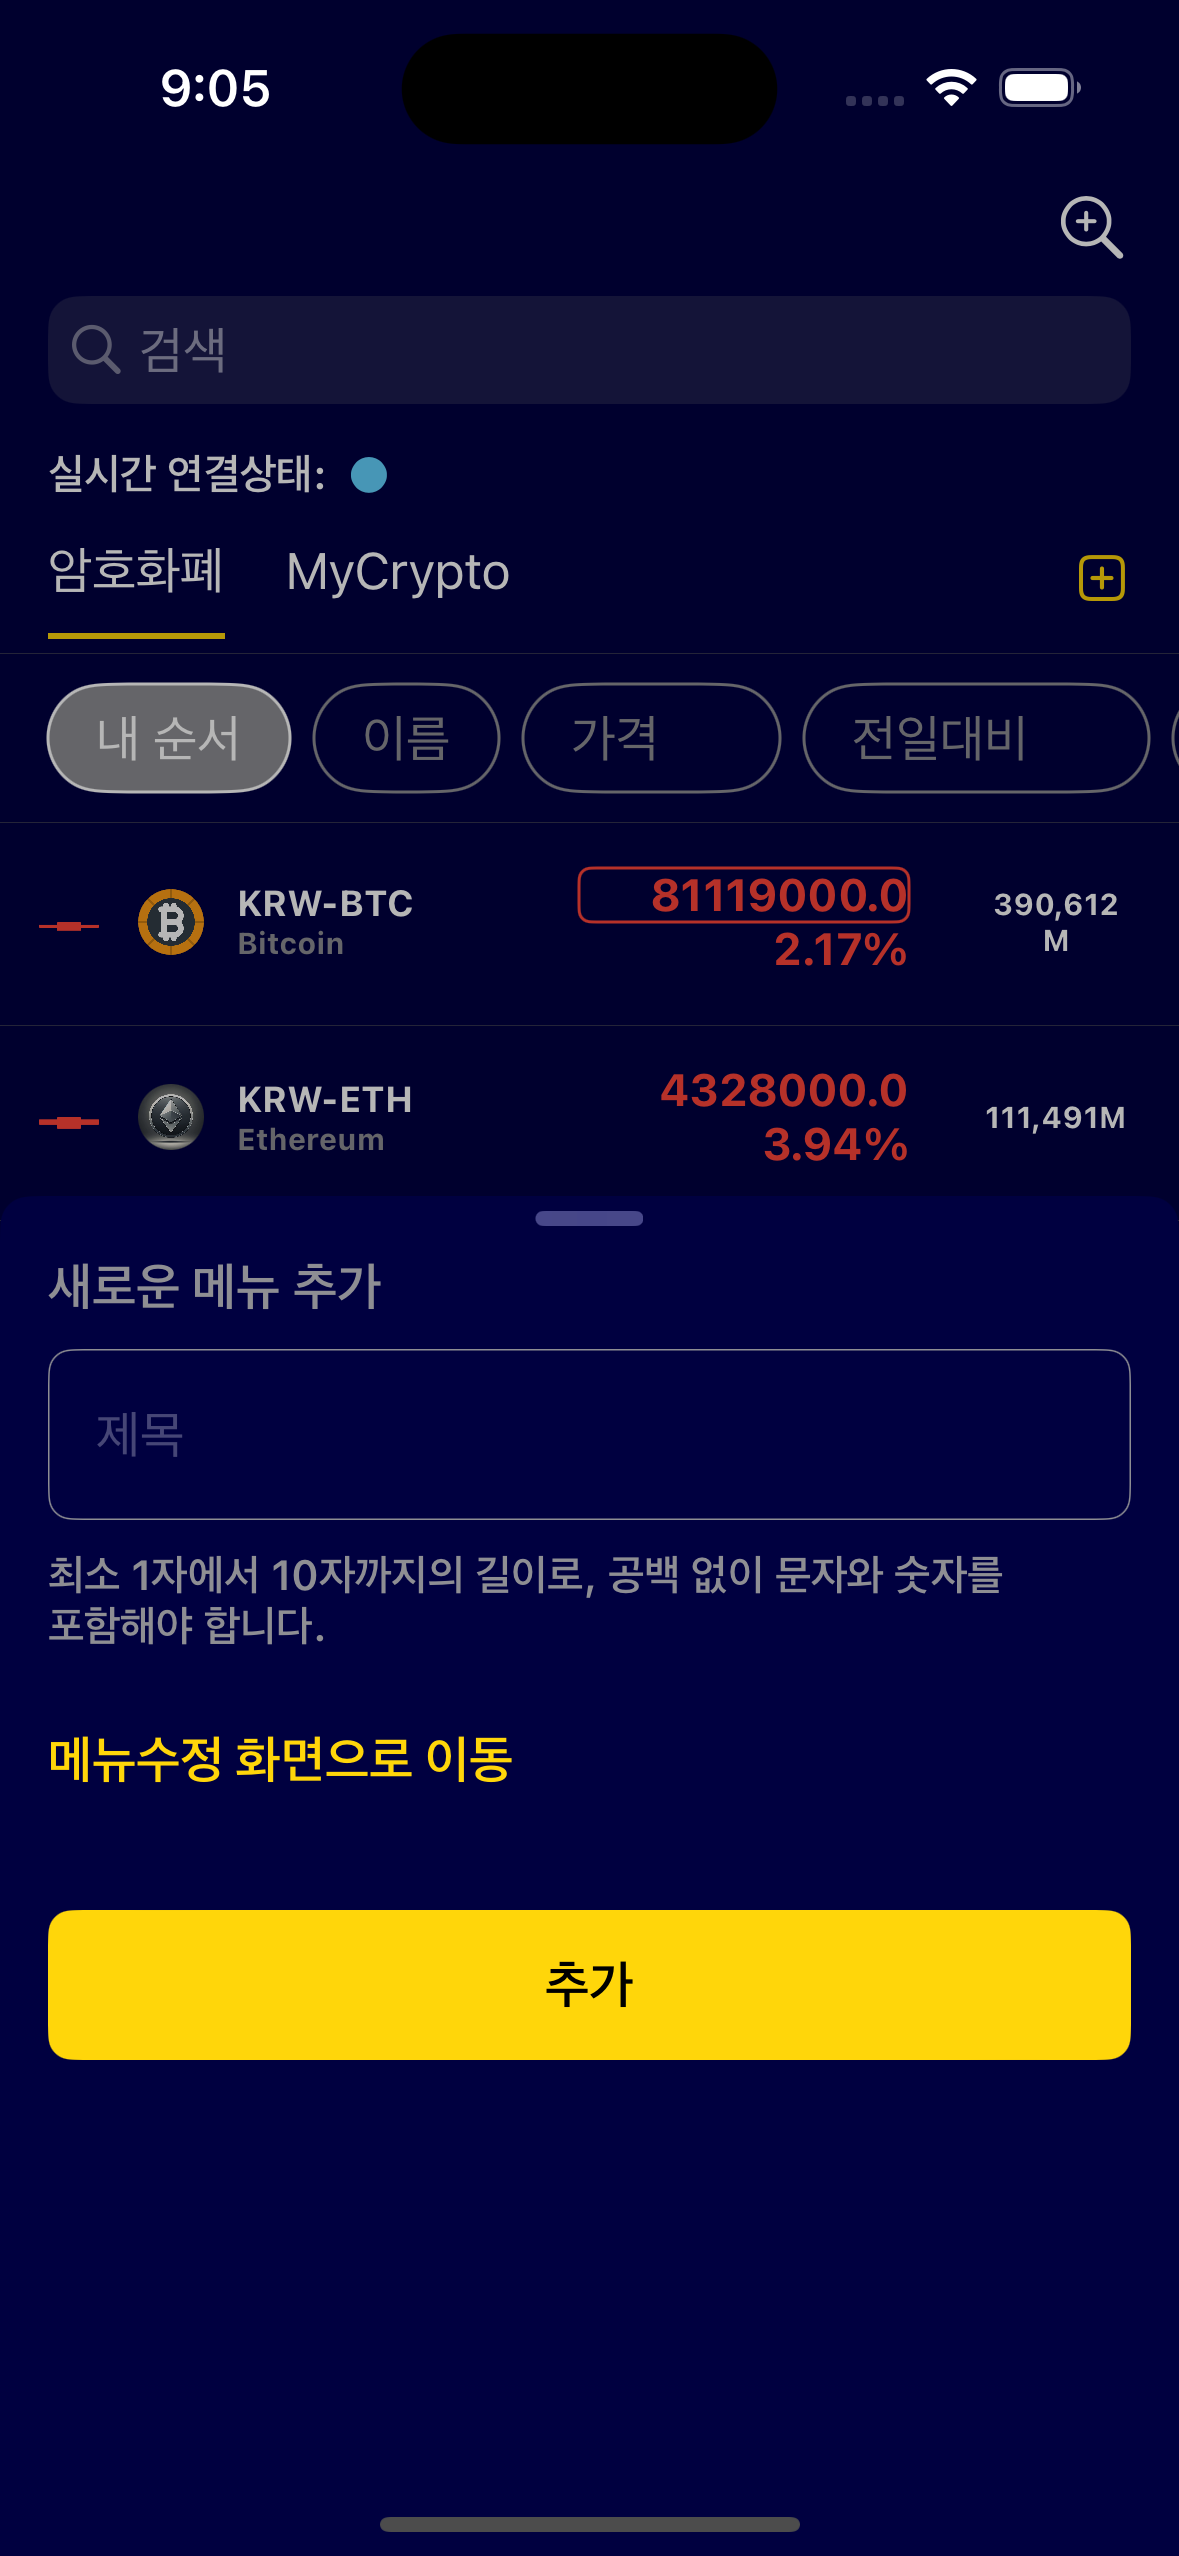 9:05
검색
실시간 연결상태:
암호화폐 MyCrypto
내 순서 이름 가격 전일대비
KRW-BTC 81119000.0 390,612
Bitcoin 2.17% M
KRW-ETH 4328000.0 111,491M
Ethereum 3.94%
새로운 메뉴 추가
제목
최소 1자에서 10자까지의 길이로, 공백 없이 문자와 숫자를
포함해야 합니다.
메뉴수정 화면으로 이동
추가